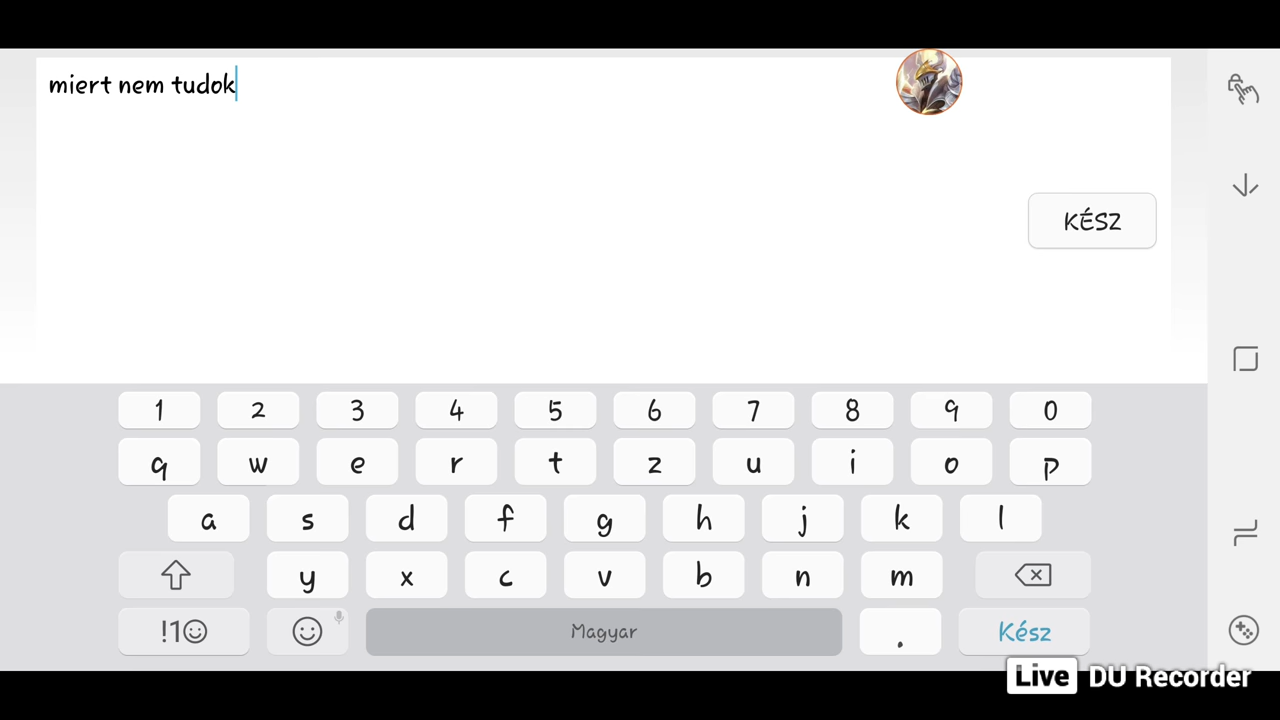 miert nem tudok
KÉSZ
1 2 3 4 5 6 7 8 9 0
q w e r t z u i o p
a s d f g h j k l
y x c v b n m
!1☺ Magyar . Kész
Live DU Recorder